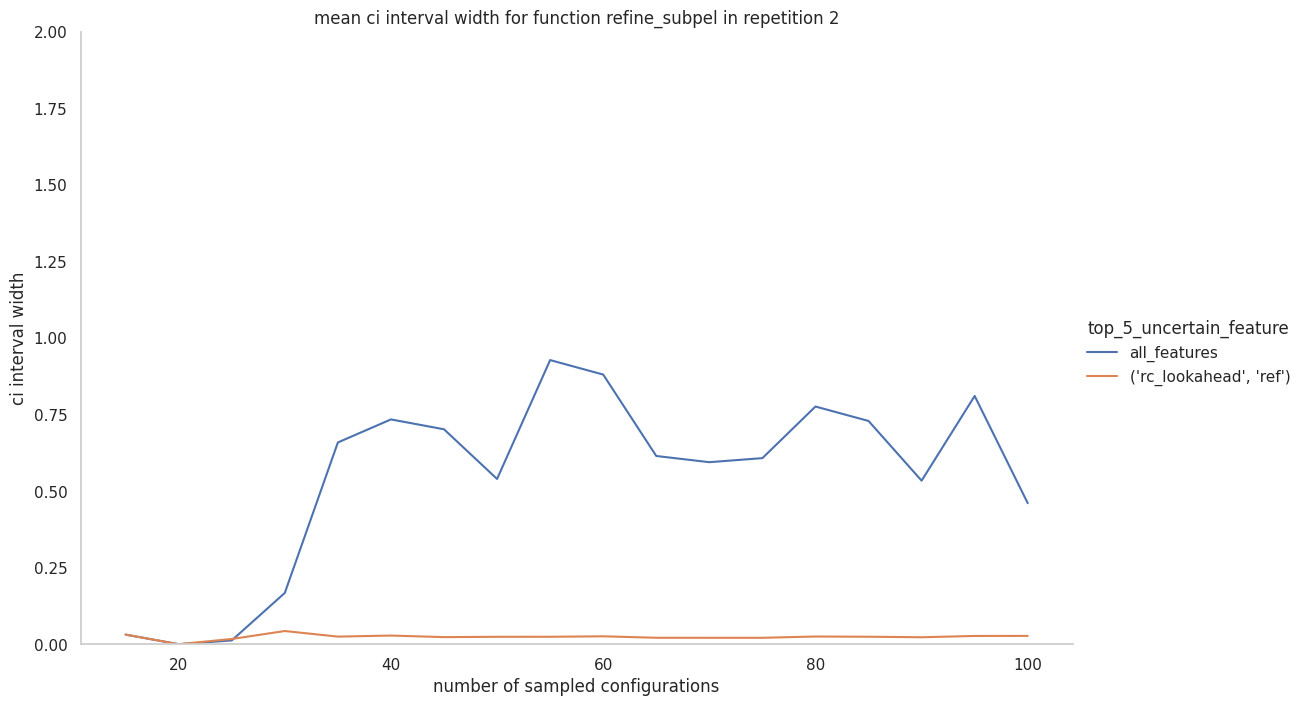 mean ci interval width for function refine_subpel in repetition 2
2.00
1.75
1.50
1.25
1.00
0.75
0.50
0.25
0.00
ci interval width
20 40 60 80 100
number of sampled configurations
top_5_uncertain_feature
all_features
('rc_lookahead', 'ref')